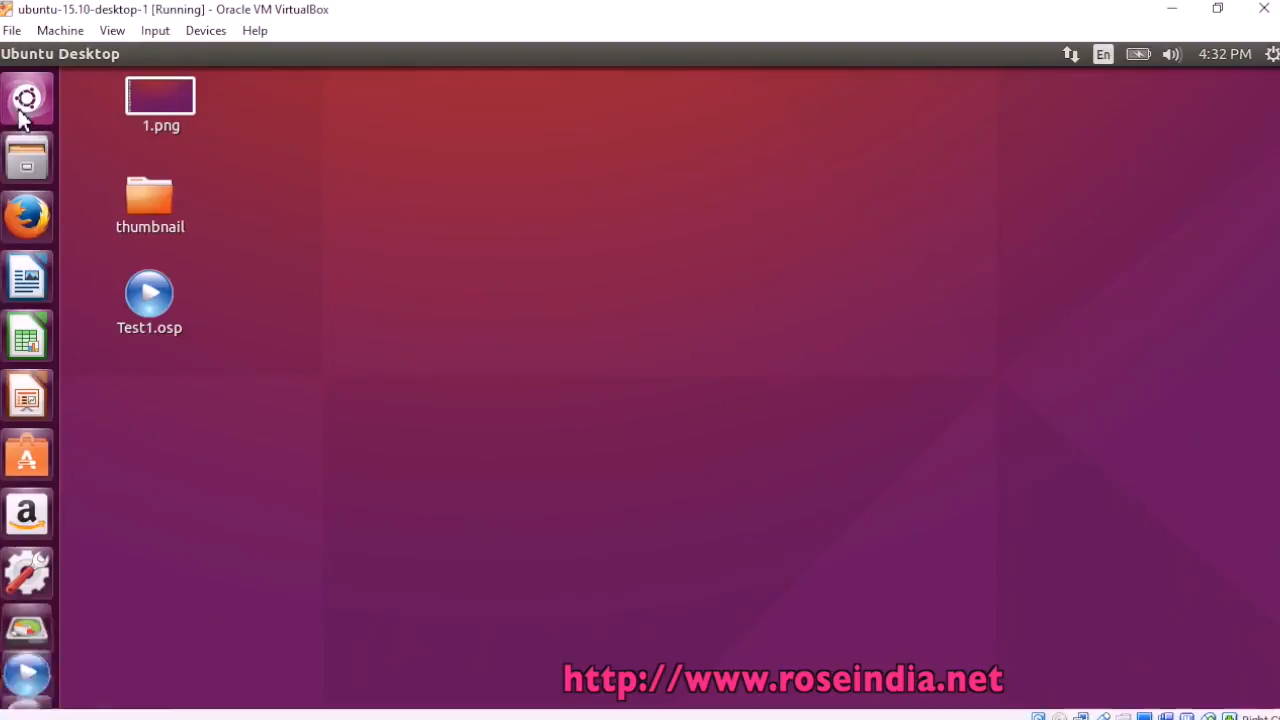 ubuntu-15.10-desktop-1 [Running] - Oracle VM VirtualBox
File Machine View Input Devices Help
Ubuntu Desktop En 4:32 PM
1.png
thumbnail
Test1.osp
http://www.roseindia.net